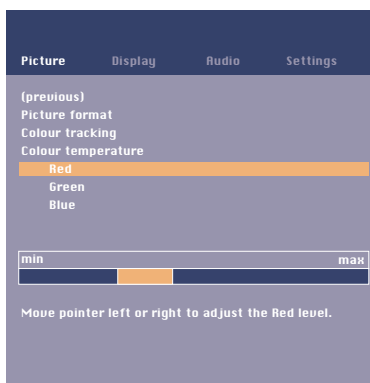 Picture Display Audio Settings
(previous)
Picture format
Colour tracking
Colour temperature
Red
Green
Blue
min max
Move pointer left or right to adjust the Red level.